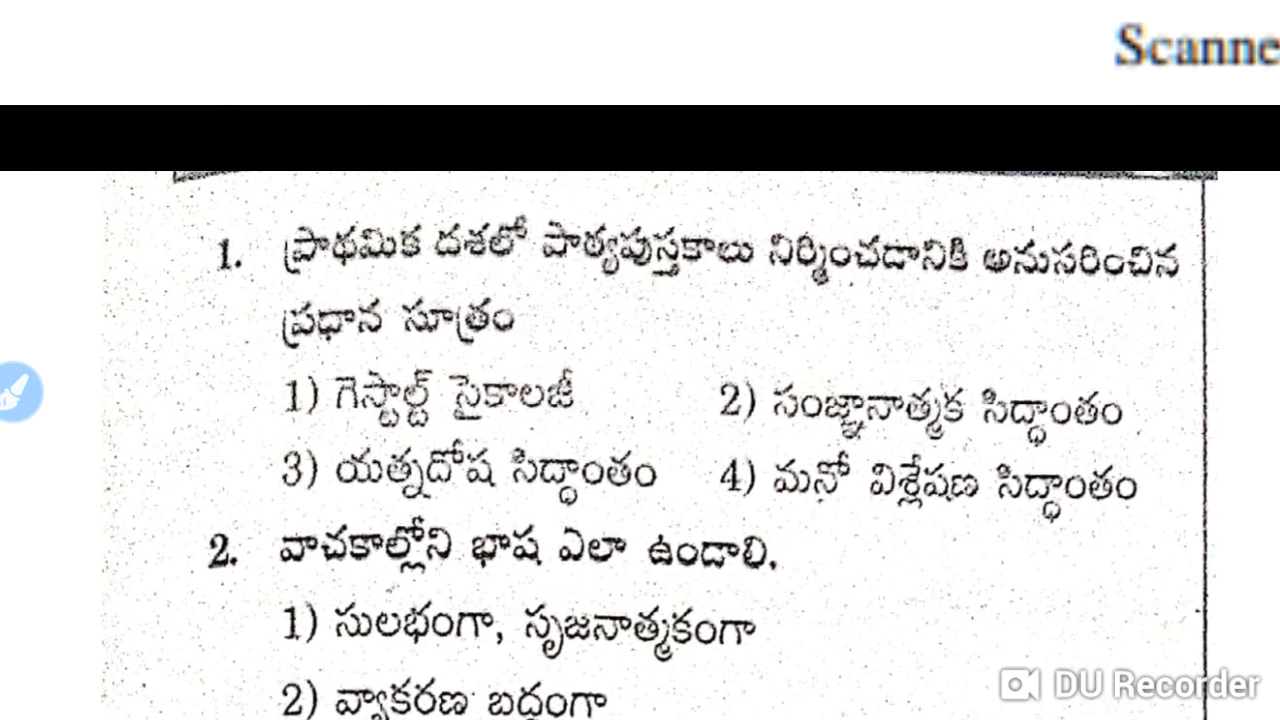 Scanne
1. ప్రాథమిక దశలో పాఠ్యపుస్తకాలు నిర్మించడానికి అనుసరించిన
ప్రధాన సూత్రం
1) గెస్టాల్ట్ సైకాలజీ 2) సంజ్ఞానాత్మక సిద్ధాంతం
3) యత్నదోష సిద్ధాంతం 4) మనో విశ్లేషణ సిద్ధాంతం
2. వాచకాల్లోని భాష ఎలా ఉండాలి.
1) సులభంగా, సృజనాత్మకంగా
2) వ్యాకరణ బద్ధంగా
DU Recorder